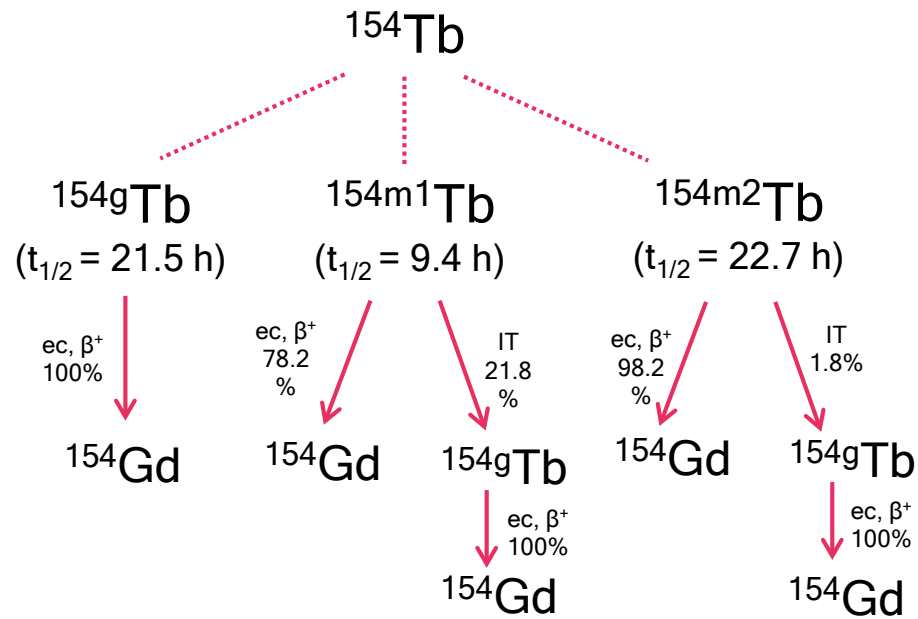 ¹⁵⁴Tb
¹⁵⁴ᵍTb
(t₁/₂ = 21.5 h)
¹⁵⁴ᵐ¹Tb
(t₁/₂ = 9.4 h)
¹⁵⁴ᵐ²Tb
(t₁/₂ = 22.7 h)
ec, β⁺
100%
ec, β⁺
78.2
%
IT
21.8
%
ec, β⁺
98.2
%
IT
1.8%
¹⁵⁴Gd
¹⁵⁴Gd
¹⁵⁴ᵍTb
¹⁵⁴Gd
¹⁵⁴ᵍTb
ec, β⁺
100%
ec, β⁺
100%
¹⁵⁴Gd
¹⁵⁴Gd